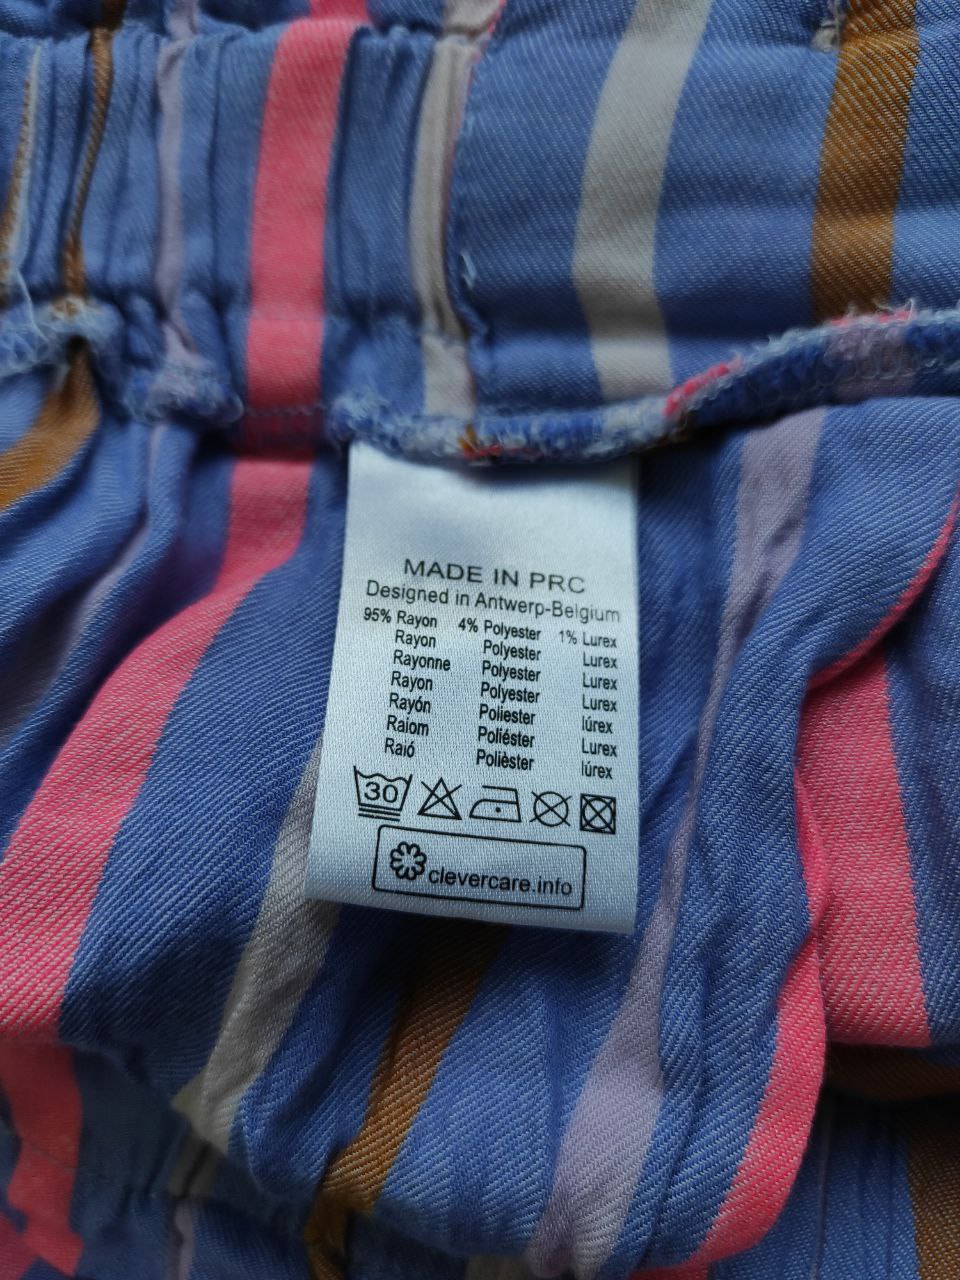 MADE IN PRC
Designed in Antwerp-Belgium
95% Rayon 4% Polyester 1% Lurex
Rayon Polyester Lurex
Rayonne Polyester Lurex
Rayon Polyester Lurex
Rayón Poliester lúrex
Raiom Poliéster Lurex
Raió Polièster lúrex
30
clevercare.info